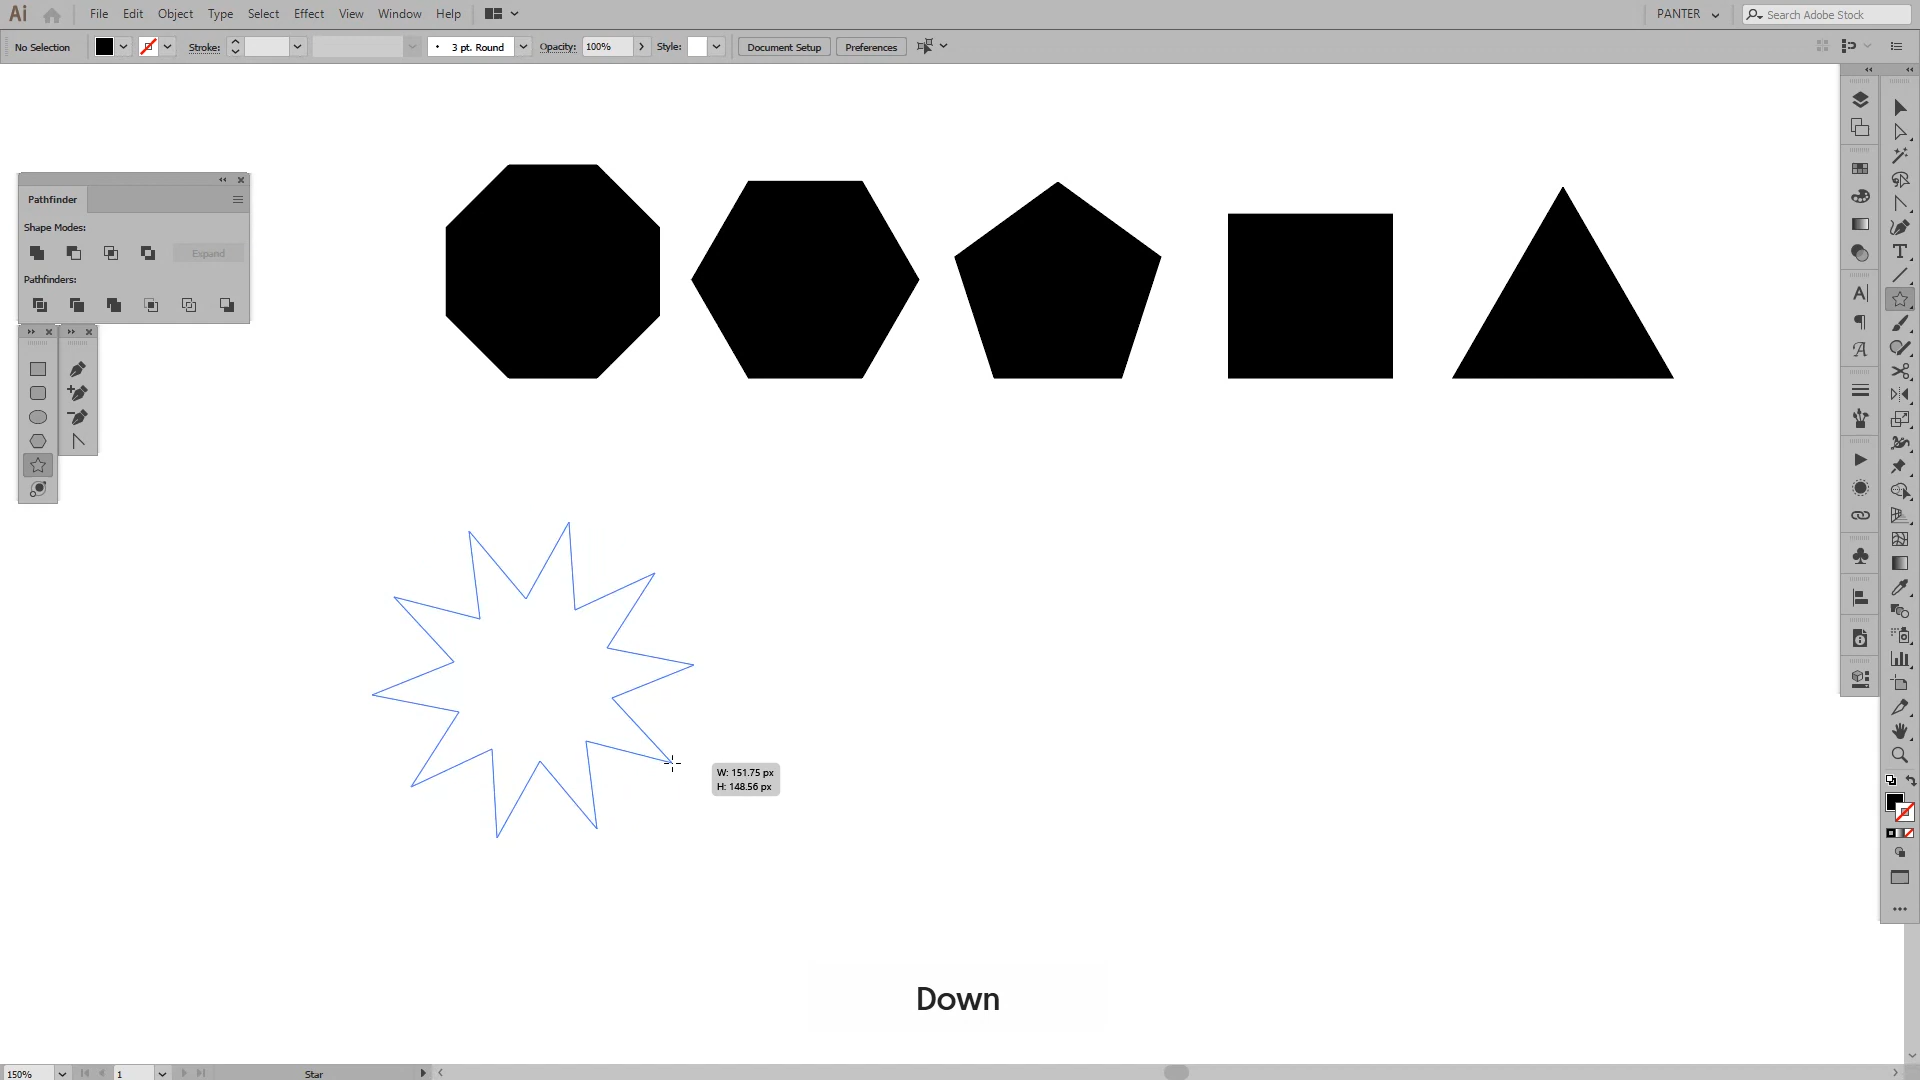 Ai File Edit Object Type Select Effect View Window Help PANTER Search Adobe Stock
No Selection Stroke: 3 pt. Round Opacity: 100% Style: Document Setup Preferences
Pathfinder
Shape Modes:
Expand
Pathfinders:
W: 151.75 px
H: 148.56 px
Down
150% 1 Star